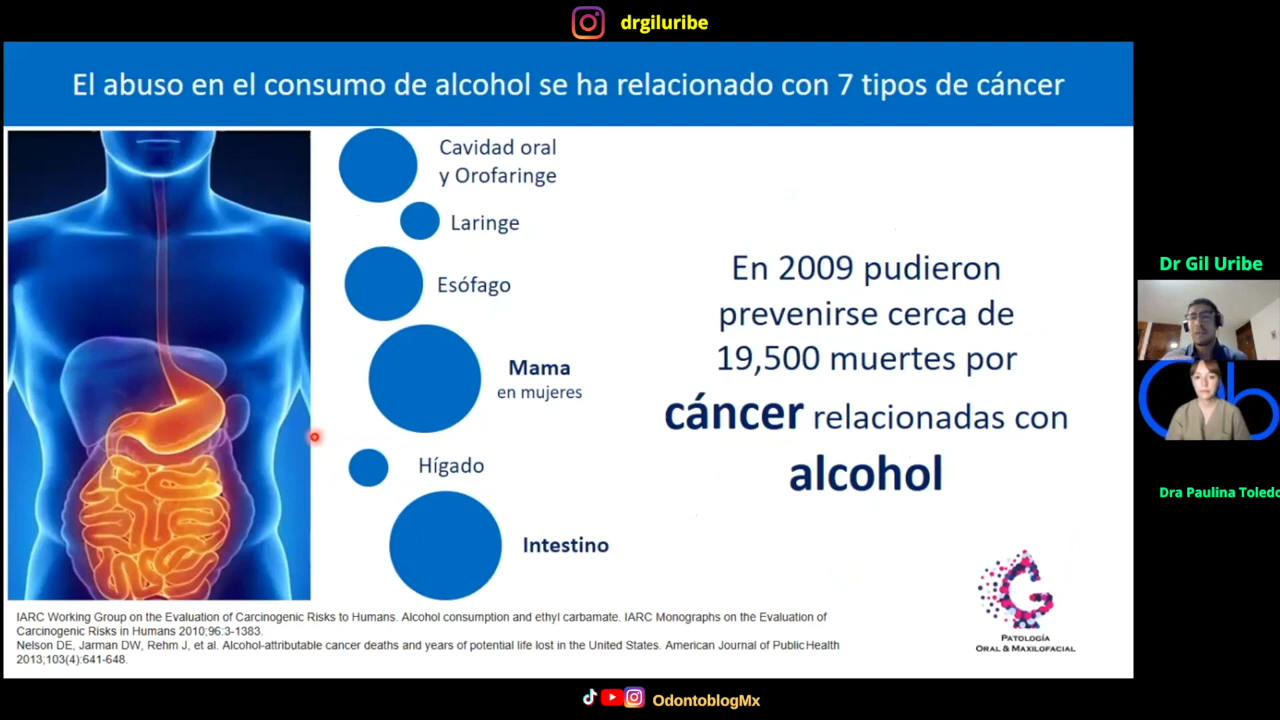 drgiluribe
El abuso en el consumo de alcohol se ha relacionado con 7 tipos de cáncer
Cavidad oral
y Orofaringe
Laringe
Esófago
Mama
en mujeres
Hígado
Intestino
En 2009 pudieron
prevenirse cerca de
19,500 muertes por
cáncer relacionadas con
alcohol
PATOLOGÍA
ORAL & MAXILOFACIAL
IARC Working Group on the Evaluation of Carcinogenic Risks to Humans. Alcohol consumption and ethyl carbamate. IARC Monographs on the Evaluation of
Carcinogenic Risks in Humans 2010;96:3-1383.
Nelson DE, Jarman DW, Rehm J, et al. Alcohol-attributable cancer deaths and years of potential life lost in the United States. American Journal of Public Health
2013;103(4):641-648.
Dr Gil Uribe
Dra Paulina Toledo
OdontoblogMx